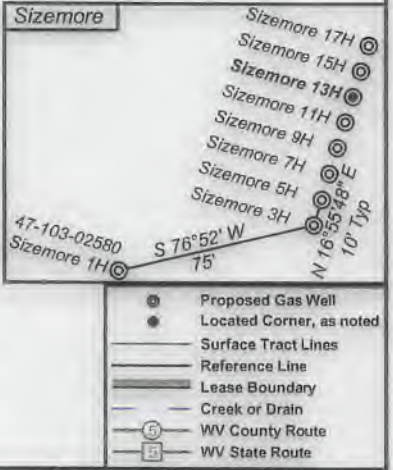 Sizemore
Sizemore 17H
Sizemore 15H
Sizemore 13H
Sizemore 11H
Sizemore 9H
Sizemore 7H
Sizemore 5H
Sizemore 3H
N 16°55'48" E
10' Typ
S 76°52' W
75'
47-103-02580
Sizemore 1H
Proposed Gas Well
Located Corner, as noted
Surface Tract Lines
Reference Line
Lease Boundary
Creek or Drain
5 WV County Route
5 WV State Route